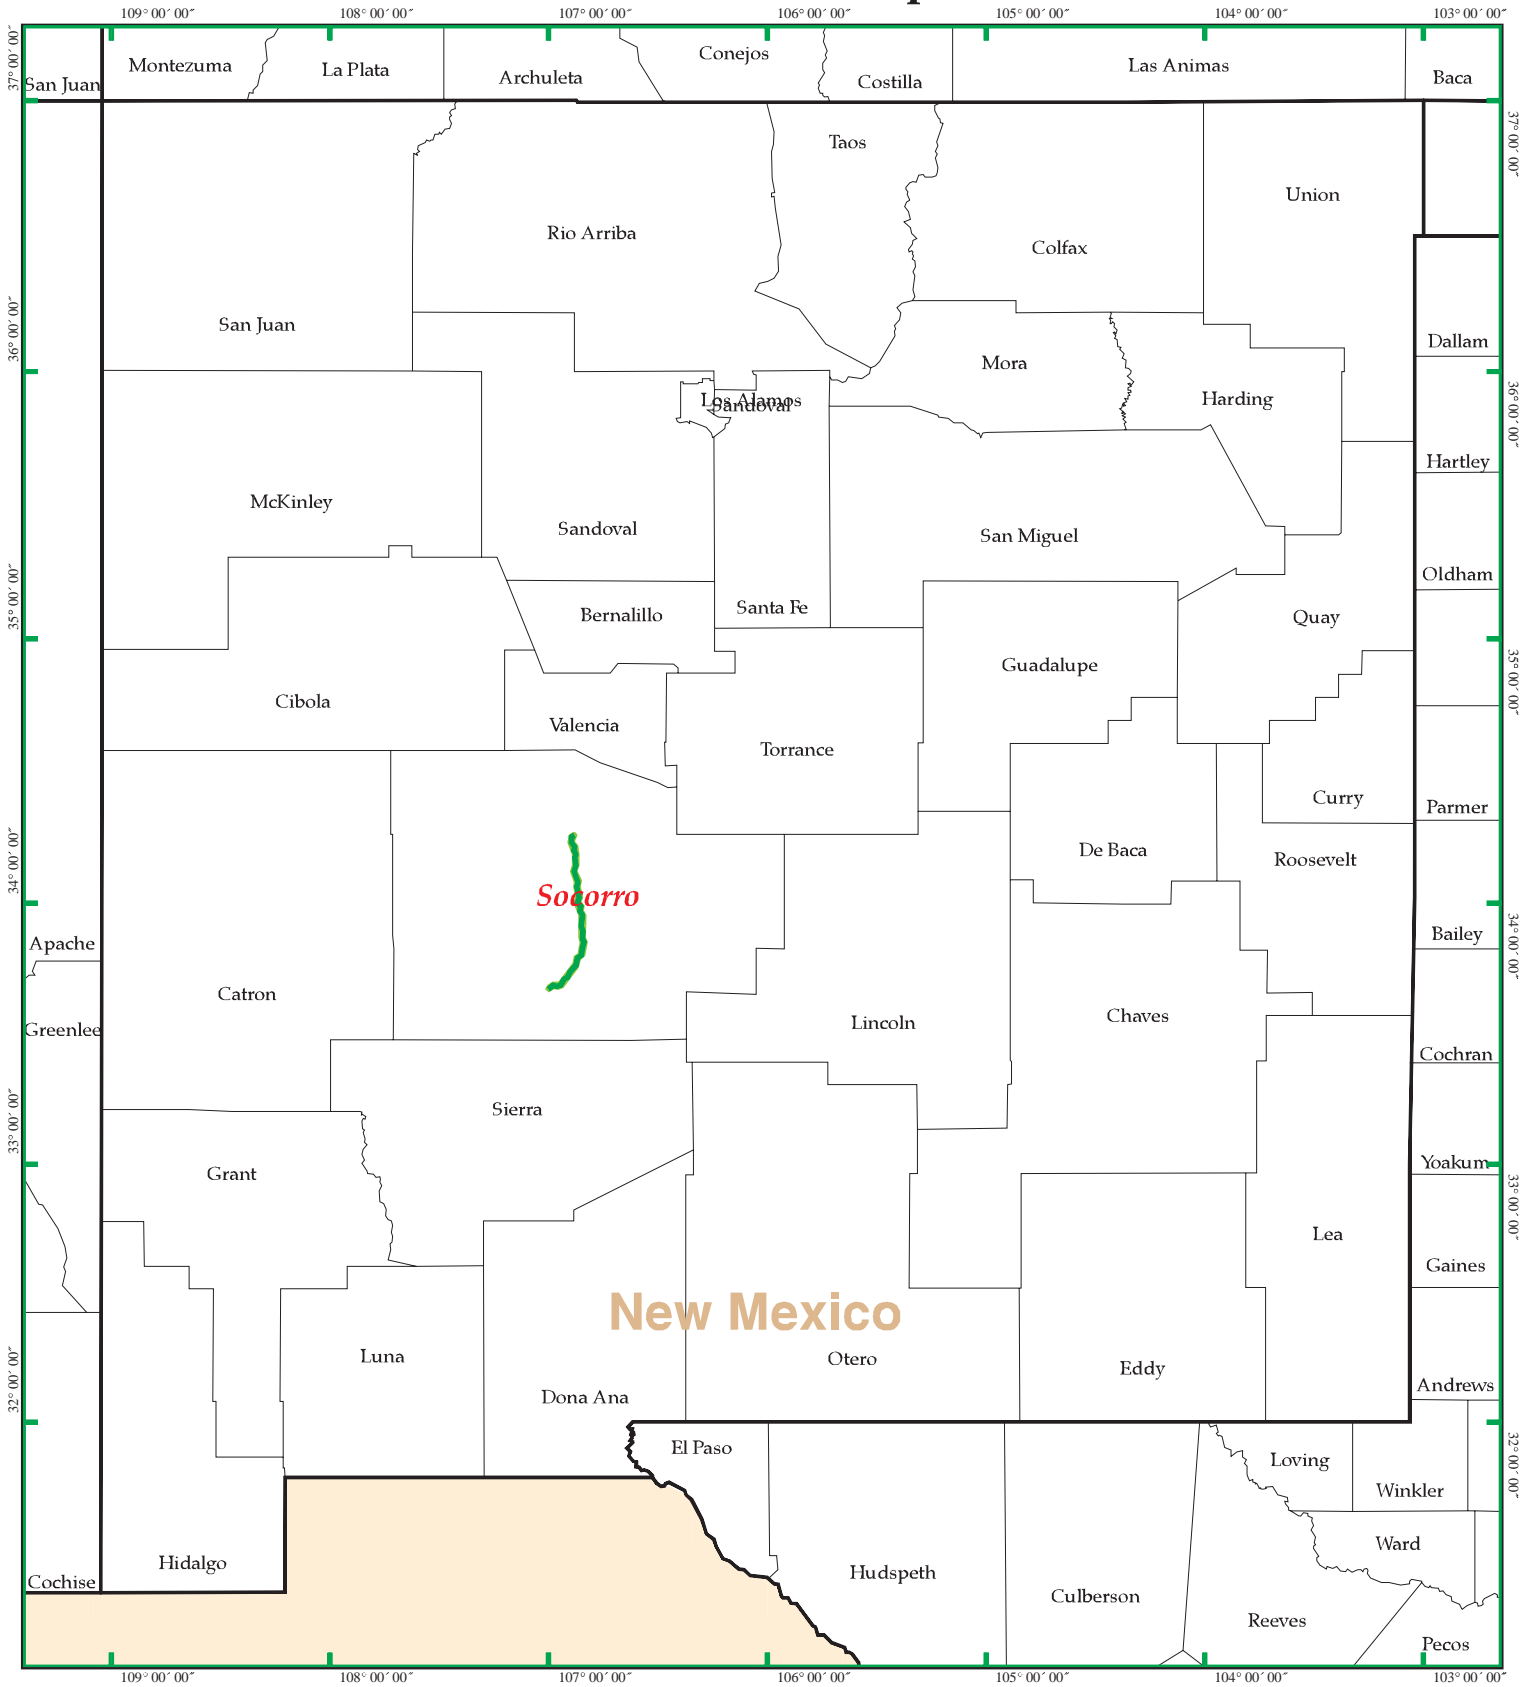 109° 00´ 00˝
108° 00´ 00˝
107° 00´ 00˝
106° 00´ 00˝
105° 00´ 00˝
104° 00´ 00˝
103° 00´ 00˝
37° 00´ 00˝
San Juan
Montezuma
La Plata
Archuleta
Conejos
Costilla
Las Animas
Baca
37° 00´ 00˝
Taos
Union
Rio Arriba
Colfax
San Juan
36° 00´ 00˝
Dallam
Mora
Harding
Los Alamos
Sandoval
36° 00´ 00˝
Hartley
McKinley
Sandoval
San Miguel
Oldham
35° 00´ 00˝
Bernalillo
Santa Fe
Quay
Guadalupe
35° 00´ 00˝
Cibola
Valencia
Torrance
Curry
Parmer
De Baca
Roosevelt
34° 00´ 00˝
Socorro
Apache
Bailey
34° 00´ 00˝
Catron
Greenlee
Lincoln
Chaves
Cochran
33° 00´ 00˝
Sierra
Yoakum
Grant
33° 00´ 00˝
Lea
Gaines
New Mexico
Luna
Otero
Eddy
32° 00´ 00˝
Andrews
Dona Ana
El Paso
Loving
32° 00´ 00˝
Winkler
Ward
Hidalgo
Hudspeth
Cochise
Culberson
Reeves
Pecos
109° 00´ 00˝
108° 00´ 00˝
107° 00´ 00˝
106° 00´ 00˝
105° 00´ 00˝
104° 00´ 00˝
103° 00´ 00˝